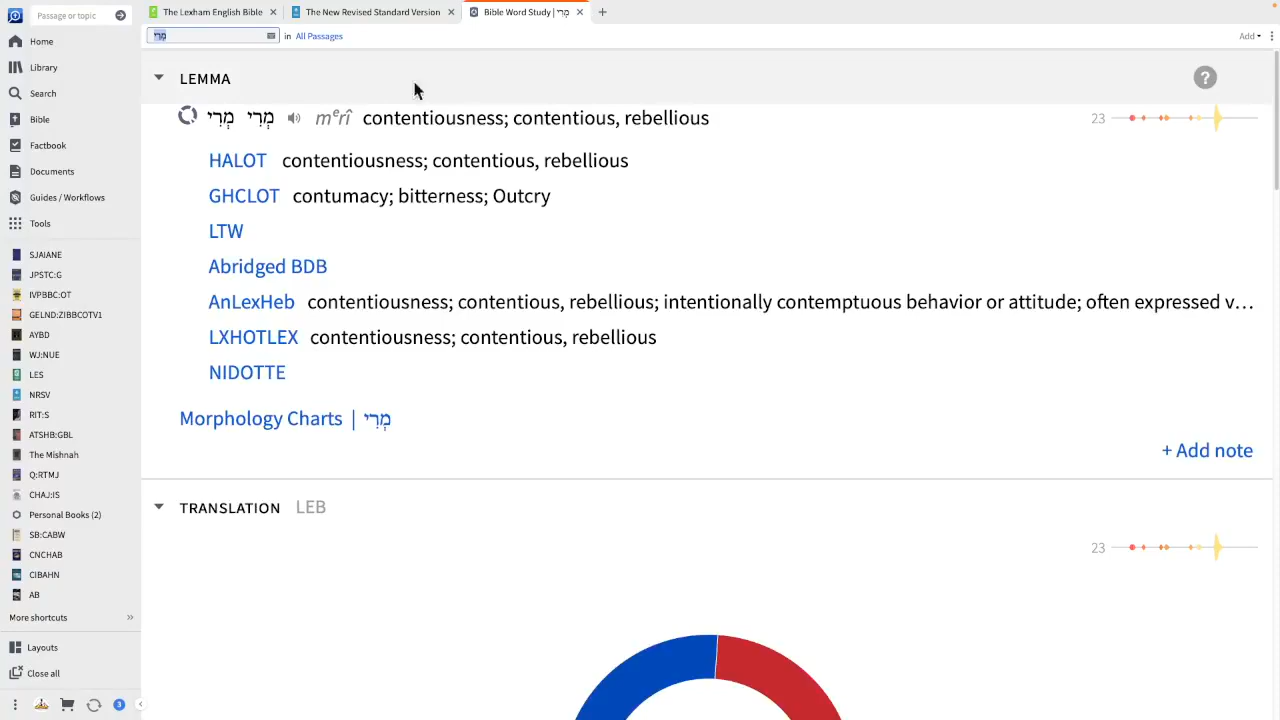 Passage or topic
The Lexham English Bible
The New Revised Standard Version
Bible Word Study | מְרִי
מְרִי in All Passages
Add
Home
Library
Search
Bible
Factbook
Documents
Guides / Workflows
Tools
SJAIANE
JPSTC:G
IVPBBC:OT
GELND:ZIBBCOTV1
AYBD
WJ:NUE
LES
NRSV
RIT:S
ATSHB:GBL
The Mishnah
Q:RTMJ
CHAJ:IS
Personal Books (2)
SB:CABW
CNCHAB
CIBAHN
AB
More shortcuts »
Layouts
Close all
3
LEMMA
?
מְרִי מְרִי mᵉrî contentiousness; contentious, rebellious 23
HALOT contentiousness; contentious, rebellious
GHCLOT contumacy; bitterness; Outcry
LTW
Abridged BDB
AnLexHeb contentiousness; contentious, rebellious; intentionally contemptuous behavior or attitude; often expressed v…
LXHOTLEX contentiousness; contentious, rebellious
NIDOTTE
Morphology Charts | מְרִי
+ Add note
TRANSLATION LEB
23